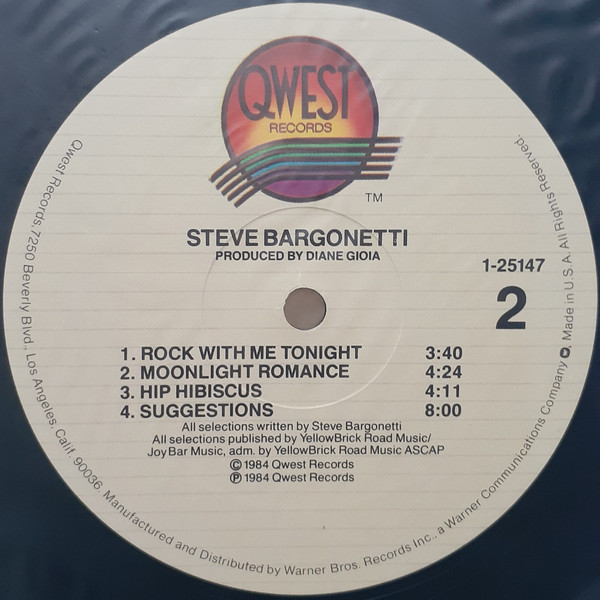 QWEST
RECORDS
TM
STEVE BARGONETTI
PRODUCED BY DIANE GIOIA
1-25147
2
1. ROCK WITH ME TONIGHT 3:40
2. MOONLIGHT ROMANCE 4:24
3. HIP HIBISCUS 4:11
4. SUGGESTIONS 8:00
All selections written by Steve Bargonetti
All selections published by YellowBrick Road Music/
Joy Bar Music, adm. by YellowBrick Road Music ASCAP
Ⓒ 1984 Qwest Records
Ⓟ 1984 Qwest Records
Qwest Records, 7250 Beverly Blvd., Los Angeles, Calif. 90036. Manufactured and Distributed by Warner Bros. Records Inc., a Warner Communications Company. Made in U.S.A. All Rights Reserved.